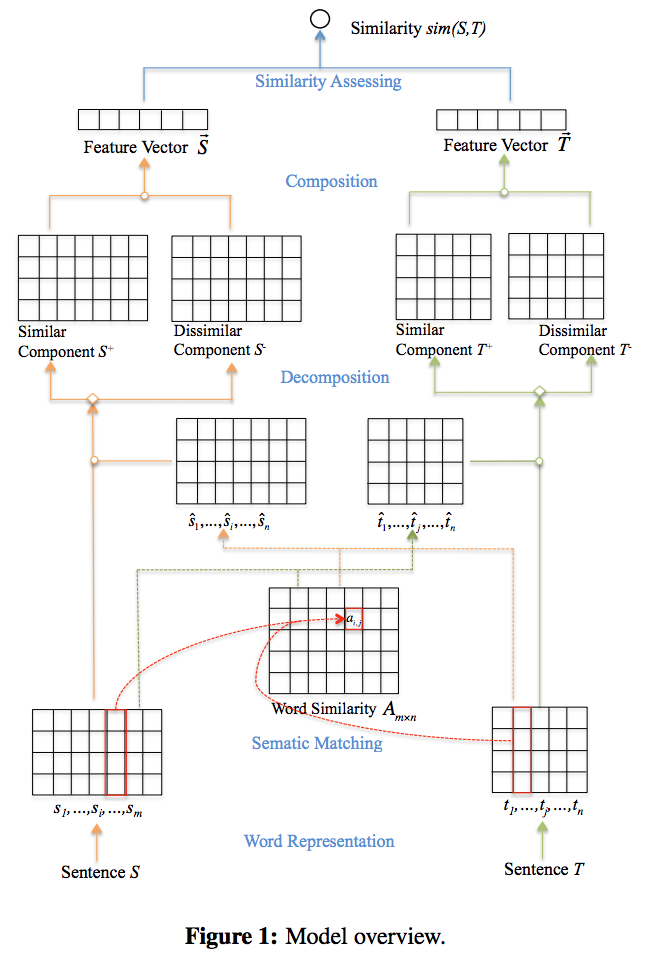 Similarity sim(S,T)
Similarity Assessing
Feature Vector S⃗
Feature Vector T⃗
Composition
Similar
Component S⁺
Dissimilar
Component S⁻
Similar
Component T⁺
Dissimilar
Component T⁻
Decomposition
ŝ₁,...,ŝᵢ,...,ŝₙ
t̂₁,...,t̂ⱼ,...,t̂ₙ
aᵢ,ⱼ
Word Similarity Aₘ×ₙ
Sematic Matching
s₁,...,sᵢ,...,sₘ
t₁,...,tⱼ,...,tₙ
Word Representation
Sentence S
Sentence T
Figure 1: Model overview.